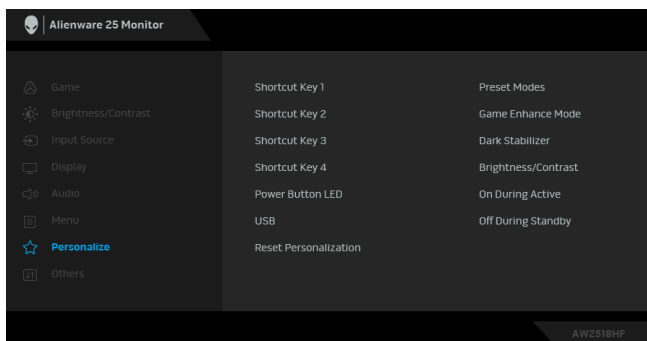 Alienware 25 Monitor
Game
Brightness/Contrast
Input Source
Display
Audio
Menu
Personalize
Others
Shortcut Key 1 Preset Modes
Shortcut Key 2 Game Enhance Mode
Shortcut Key 3 Dark Stabilizer
Shortcut Key 4 Brightness/Contrast
Power Button LED On During Active
USB Off During Standby
Reset Personalization
AW2518HF